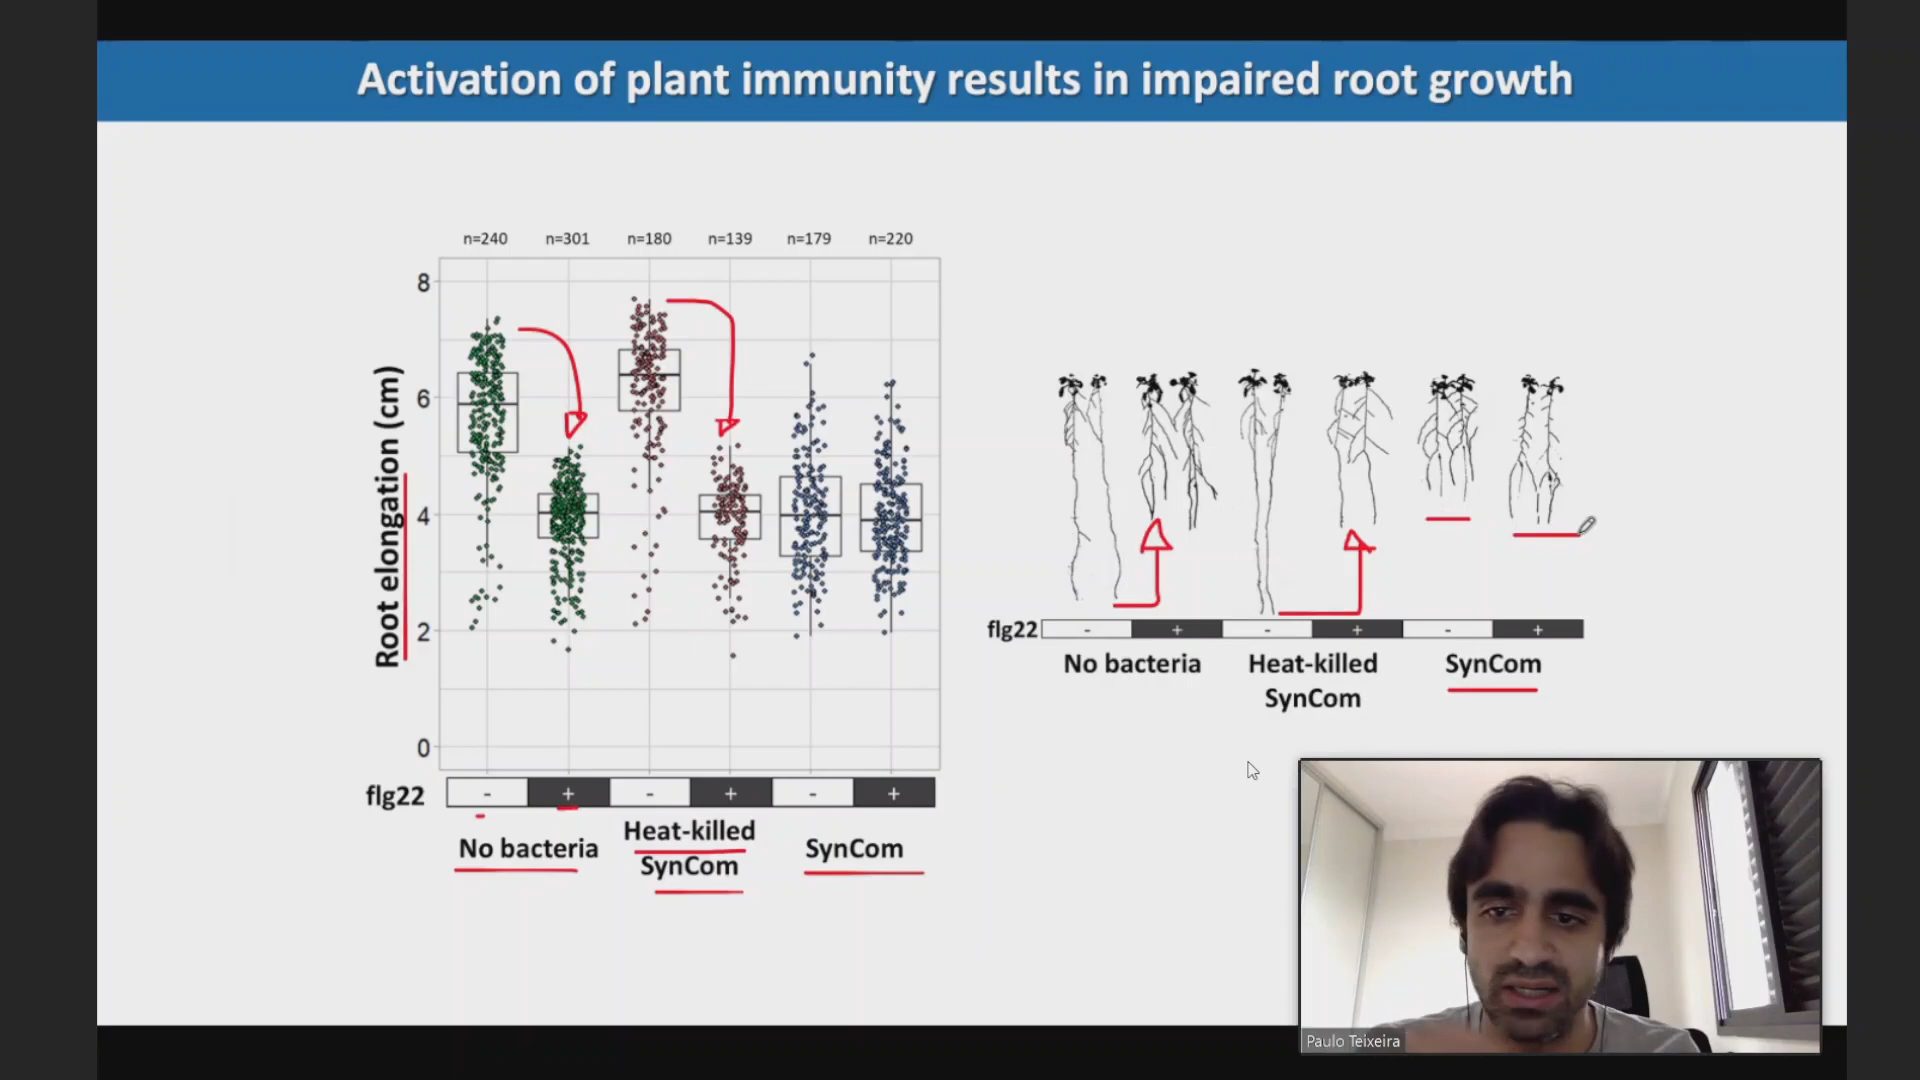 Activation of plant immunity results in impaired root growth
n=240 n=301 n=180 n=139 n=179 n=220
8
6
4
2
0
Root elongation (cm)
flg22 - + - + - +
No bacteria
Heat-killed
SynCom
SynCom
flg22 - + - + - +
No bacteria
Heat-killed
SynCom
SynCom
Paulo Teixeira